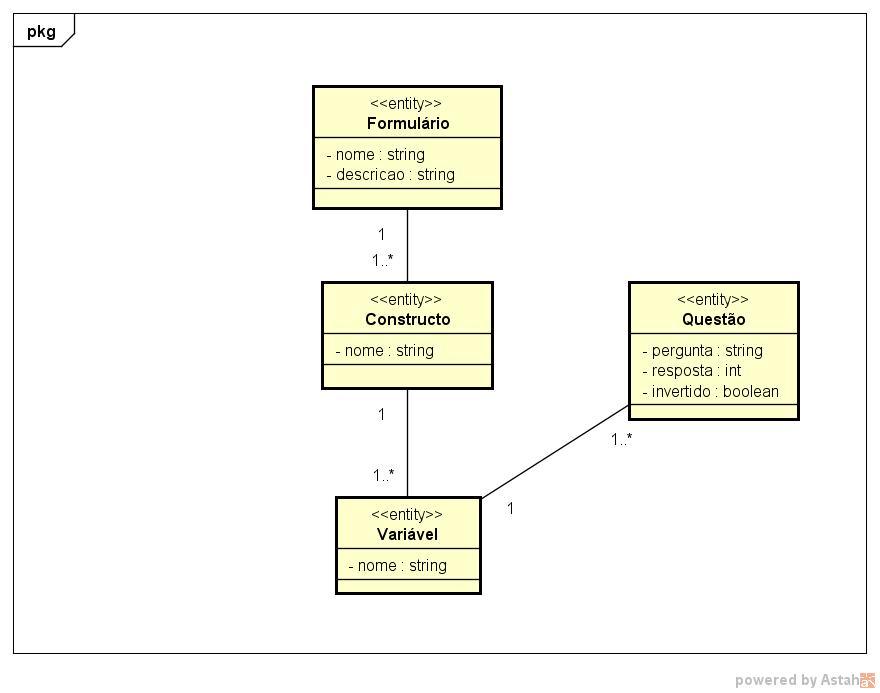 pkg
<<entity>>
Formulário
- nome : string
- descricao : string
1
1..*
<<entity>>
Constructo
- nome : string
<<entity>>
Questão
- pergunta : string
- resposta : int
- invertido : boolean
1
1..*
1..*
1
<<entity>>
Variável
- nome : string
powered by Astah